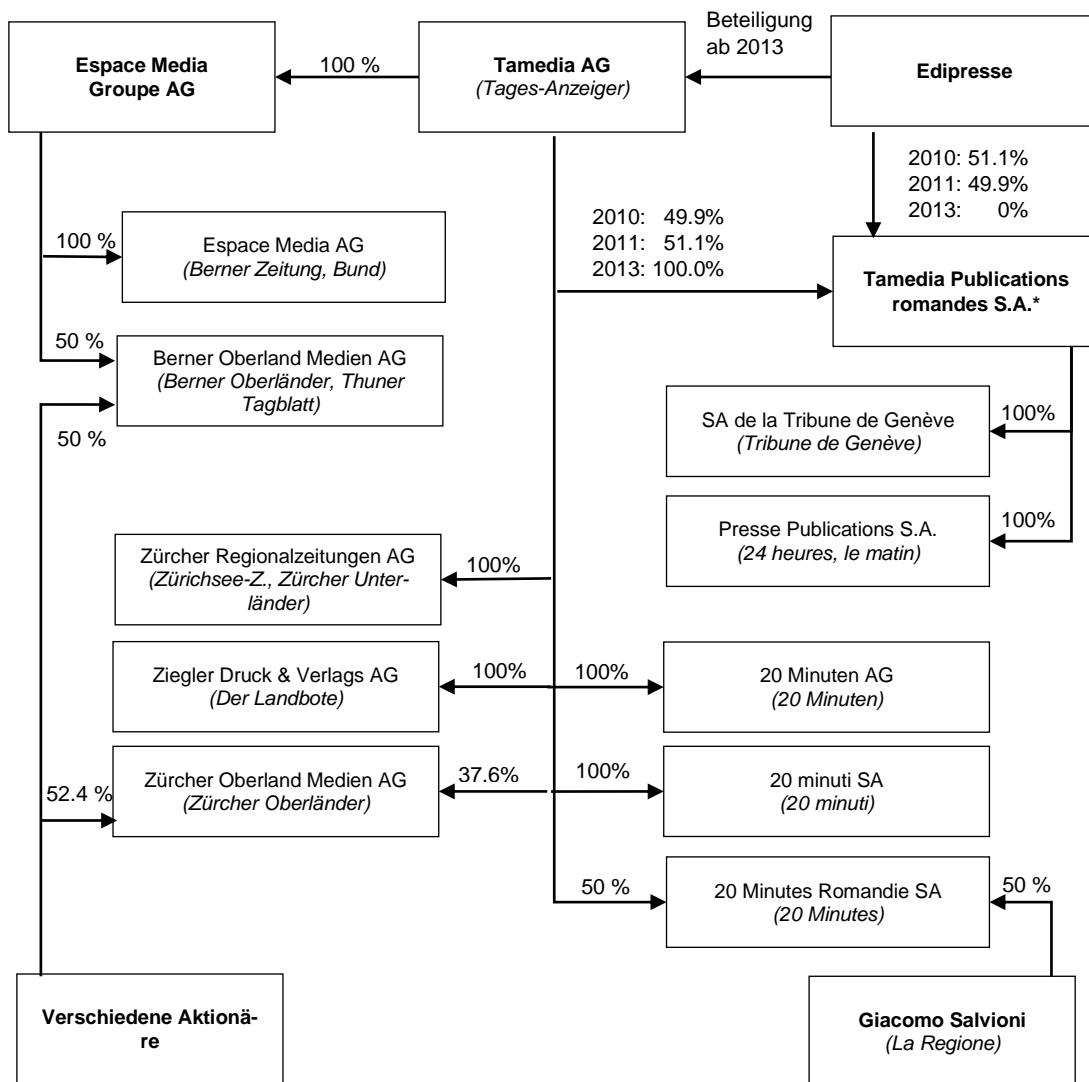 Beteiligung
ab 2013
Espace Media
Groupe AG
100 %
Tamedia AG
(Tages-Anzeiger)
Edipresse
2010: 51.1%
2011: 49.9%
2013: 0%
2010: 49.9%
2011: 51.1%
2013: 100.0%
100 %
Espace Media AG
(Berner Zeitung, Bund)
Tamedia Publications
romandes S.A.*
50 %
Berner Oberland Medien AG
(Berner Oberländer, Thuner
Tagblatt)
50 %
SA de la Tribune de Genève
(Tribune de Genève)
100%
Presse Publications S.A.
(24 heures, le matin)
100%
Zürcher Regionalzeitungen AG
(Zürichsee-Z., Zürcher Unter-
länder)
100%
Ziegler Druck & Verlags AG
(Der Landbote)
100%
100%
20 Minuten AG
(20 Minuten)
52.4 %
Zürcher Oberland Medien AG
(Zürcher Oberländer)
37.6%
100%
20 minuti SA
(20 minuti)
50 %
20 Minutes Romandie SA
(20 Minutes)
50 %
Verschiedene Aktionä-
re
Giacomo Salvioni
(La Regione)